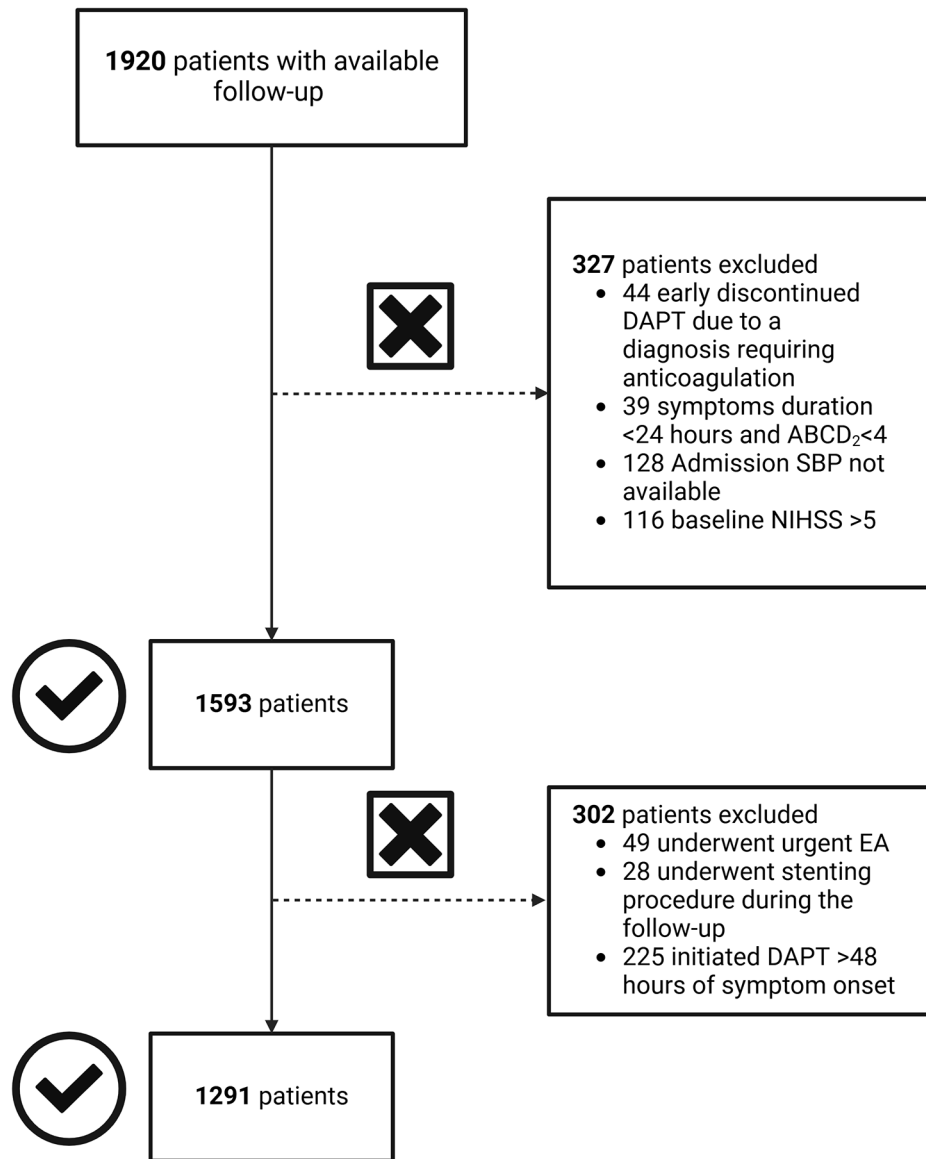 1920 patients with available
follow-up
327 patients excluded
• 44 early discontinued
DAPT due to a
diagnosis requiring
anticoagulation
• 39 symptoms duration
<24 hours and ABCD₂<4
• 128 Admission SBP not
available
• 116 baseline NIHSS >5
1593 patients
302 patients excluded
• 49 underwent urgent EA
• 28 underwent stenting
procedure during the
follow-up
• 225 initiated DAPT >48
hours of symptom onset
1291 patients